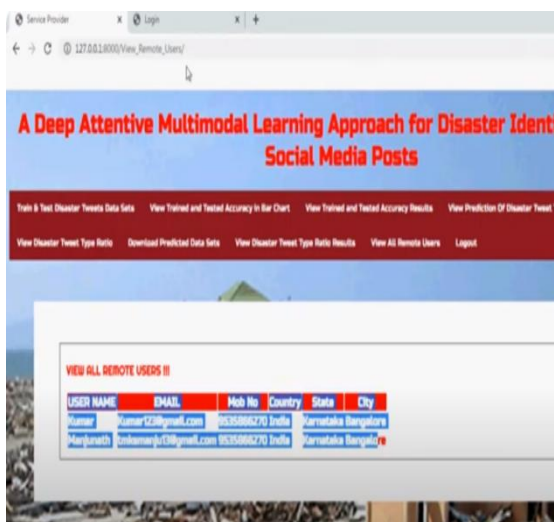 Service Provider
Login
127.0.0.1:8000/View_Remote_Users/
A Deep Attentive Multimodal Learning Approach for Disaster Identi
Social Media Posts
Train & Test Disaster Tweets Data Sets View Trained and Tested Accuracy in Bar Chart View Trained and Tested Accuracy Results View Prediction Of Disaster Tweet
View Disaster Tweet Type Ratio Download Predicted Data Sets View Disaster Tweet Type Ratio Results View All Remote Users Logout
VIEW ALL REMOTE USERS !!!
USER NAME EMAIL Mob No Country State City
Kumar Kumar123@gmail.com 9535866270 India Karnataka Bangalore
Manjunath tmksmanju13@gmail.com 9535866270 India Karnataka Bangalore